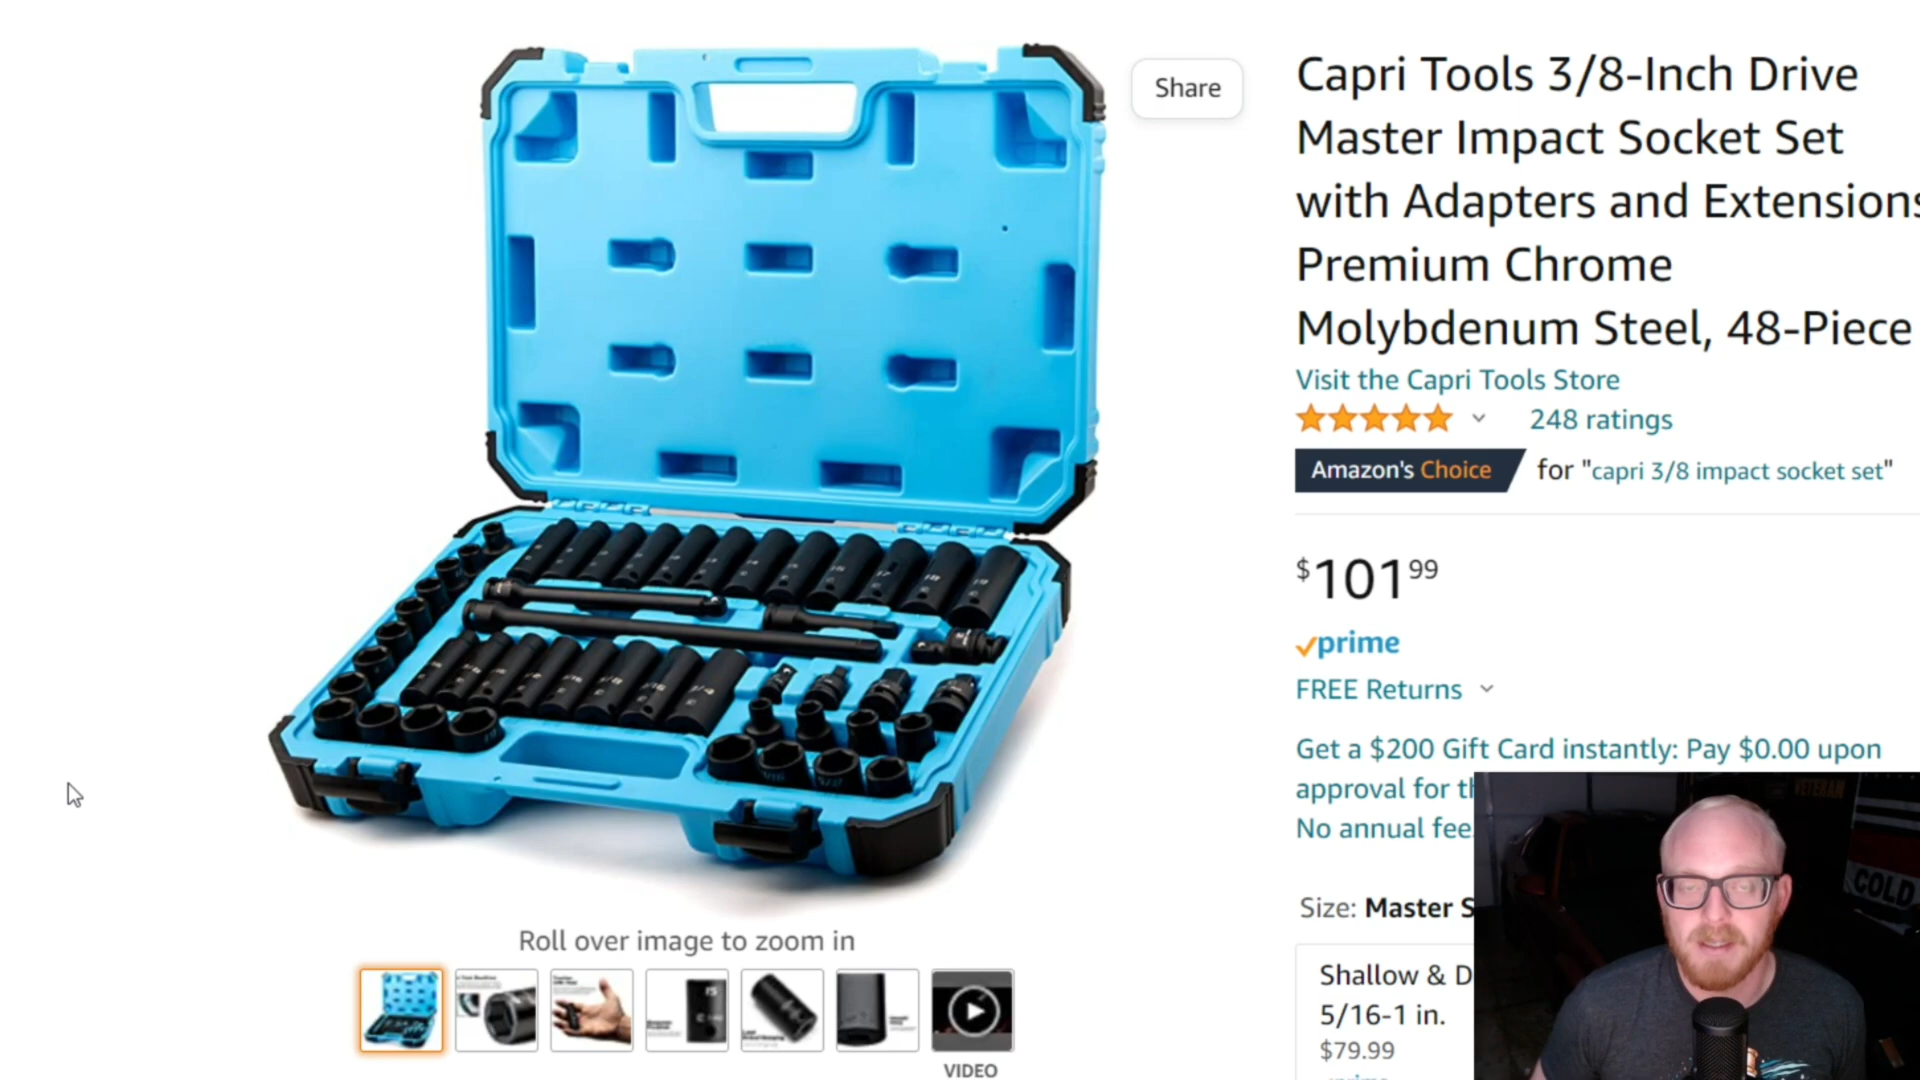 Share
Capri Tools 3/8-Inch Drive
Master Impact Socket Set
with Adapters and Extensions
Premium Chrome
Molybdenum Steel, 48-Piece
Visit the Capri Tools Store
248 ratings
Amazon's Choice for "capri 3/8 impact socket set"
$101 99
prime
FREE Returns
Get a $200 Gift Card instantly: Pay $0.00 upon
approval for
No annual fee.
Size: Master S
Shallow & D
5/16-1 in.
$79.99
prime
Roll over image to zoom in
VIDEO
VETERAN
COLD